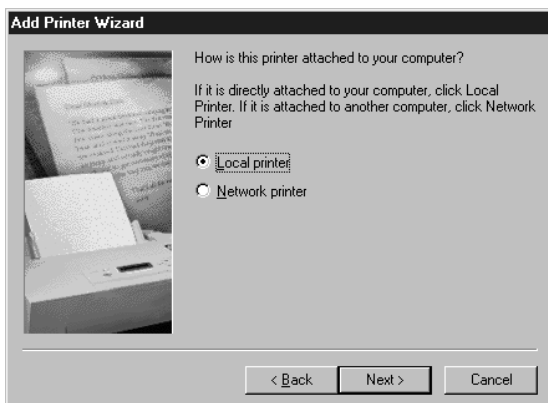 Add Printer Wizard
How is this printer attached to your computer?
If it is directly attached to your computer, click Local
Printer. If it is attached to another computer, click Network
Printer
Local printer
Network printer
< Back
Next >
Cancel